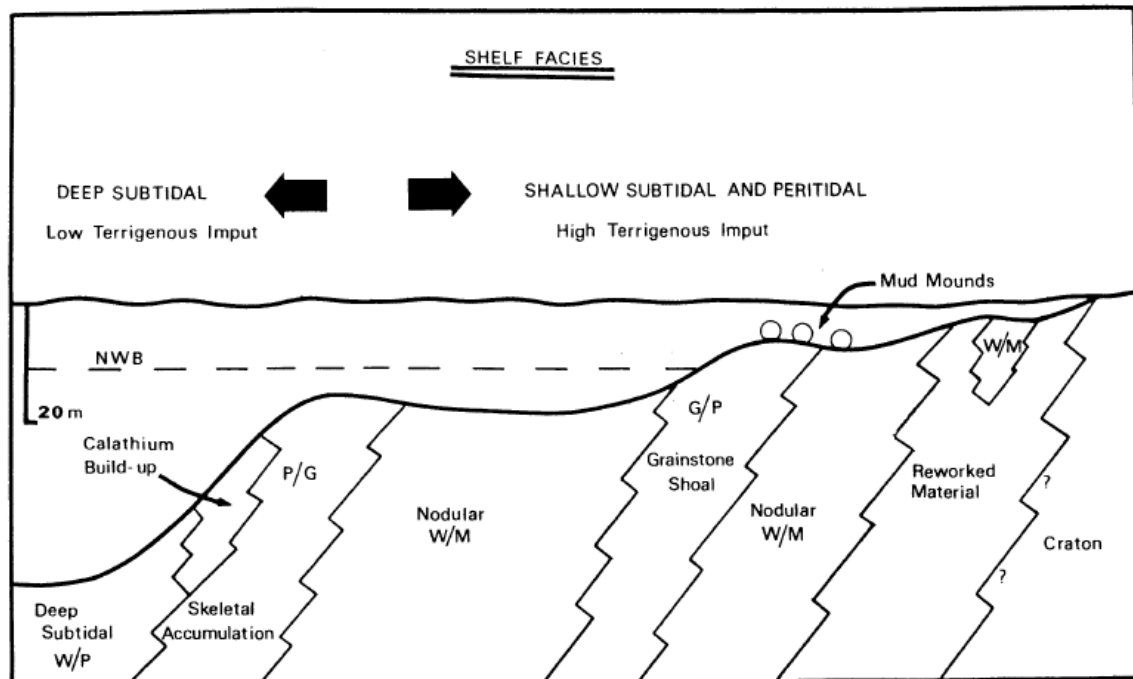 SHELF FACIES
DEEP SUBTIDAL
Low Terrigenous Imput
SHALLOW SUBTIDAL AND PERITIDAL
High Terrigenous Imput
Mud Mounds
NWB
20 m
W/M
Calathium
Build-up
P/G
G/P
Grainstone
Shoal
Reworked
Material
?
Nodular
W/M
Nodular
W/M
Craton
?
Deep
Subtidal
W/P
Skeletal
Accumulation